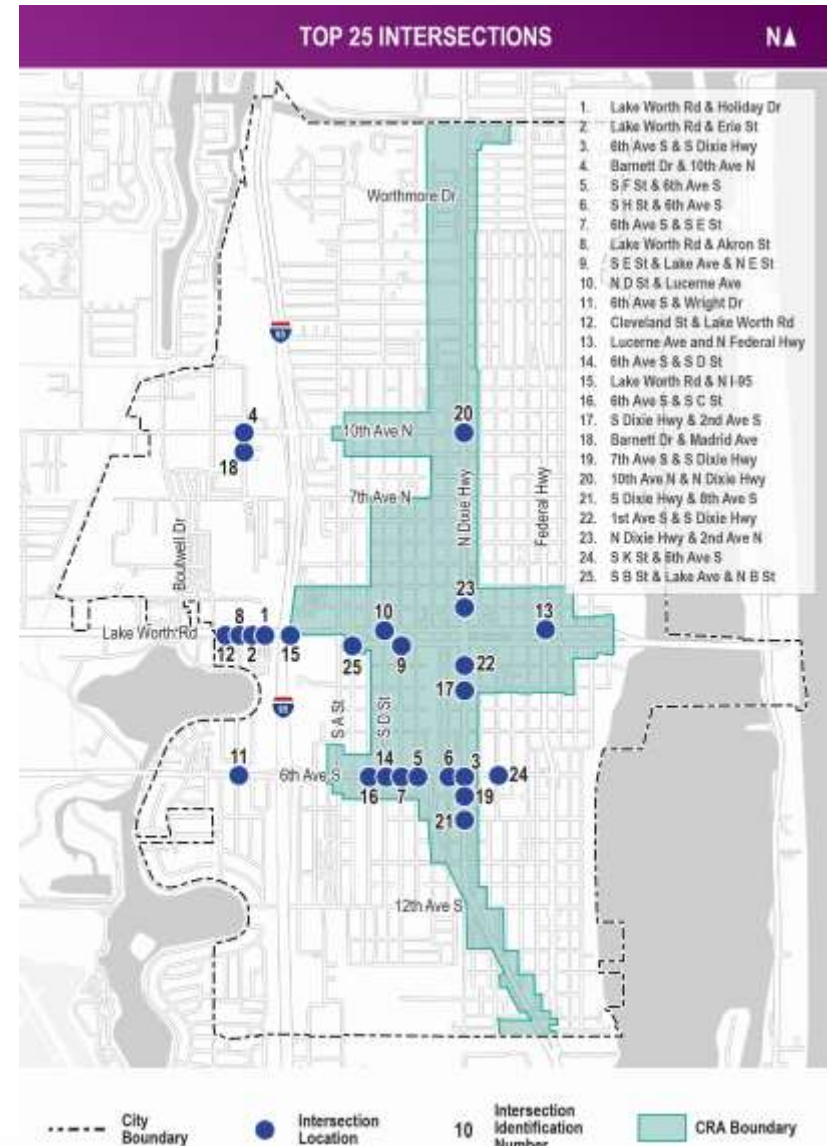 TOP 25 INTERSECTIONS
N
1. Lake Worth Rd & Holiday Dr
2. Lake Worth Rd & Erie St
3. 6th Ave S & S Dixie Hwy
4. Barnett Dr & 10th Ave N
5. S F St & 6th Ave S
6. S H St & 6th Ave S
7. 6th Ave S & S E St
8. Lake Worth Rd & Akron St
9. S E St & Lake Ave & N E St
10. N D St & Lucerne Ave
11. 6th Ave S & Wright Dr
12. Cleveland St & Lake Worth Rd
13. Lucerne Ave and N Federal Hwy
14. 6th Ave S & S D St
15. Lake Worth Rd & N I-95
16. 6th Ave S & S C St
17. S Dixie Hwy & 2nd Ave S
18. Barnett Dr & Madrid Ave
19. 7th Ave S & S Dixie Hwy
20. 10th Ave N & N Dixie Hwy
21. S Dixie Hwy & 8th Ave S
22. 1st Ave S & S Dixie Hwy
23. N Dixie Hwy & 2nd Ave N
24. S K St & 6th Ave S
25. S B St & Lake Ave & N B St
Worthmore Dr
95
4
20
10th Ave N
18
7th Ave N
N Dixie Hwy
Federal Hwy
Boutwell Dr
23
8 1
10
13
Lake Worth Rd
12 2 15
25
9
22
17
95
S A St
S D St
11
6th Ave S
14 5 6 3
24
16 7
19
21
12th Ave S
City
Boundary
Intersection
Location
10
Intersection
Identification
Number
CRA Boundary